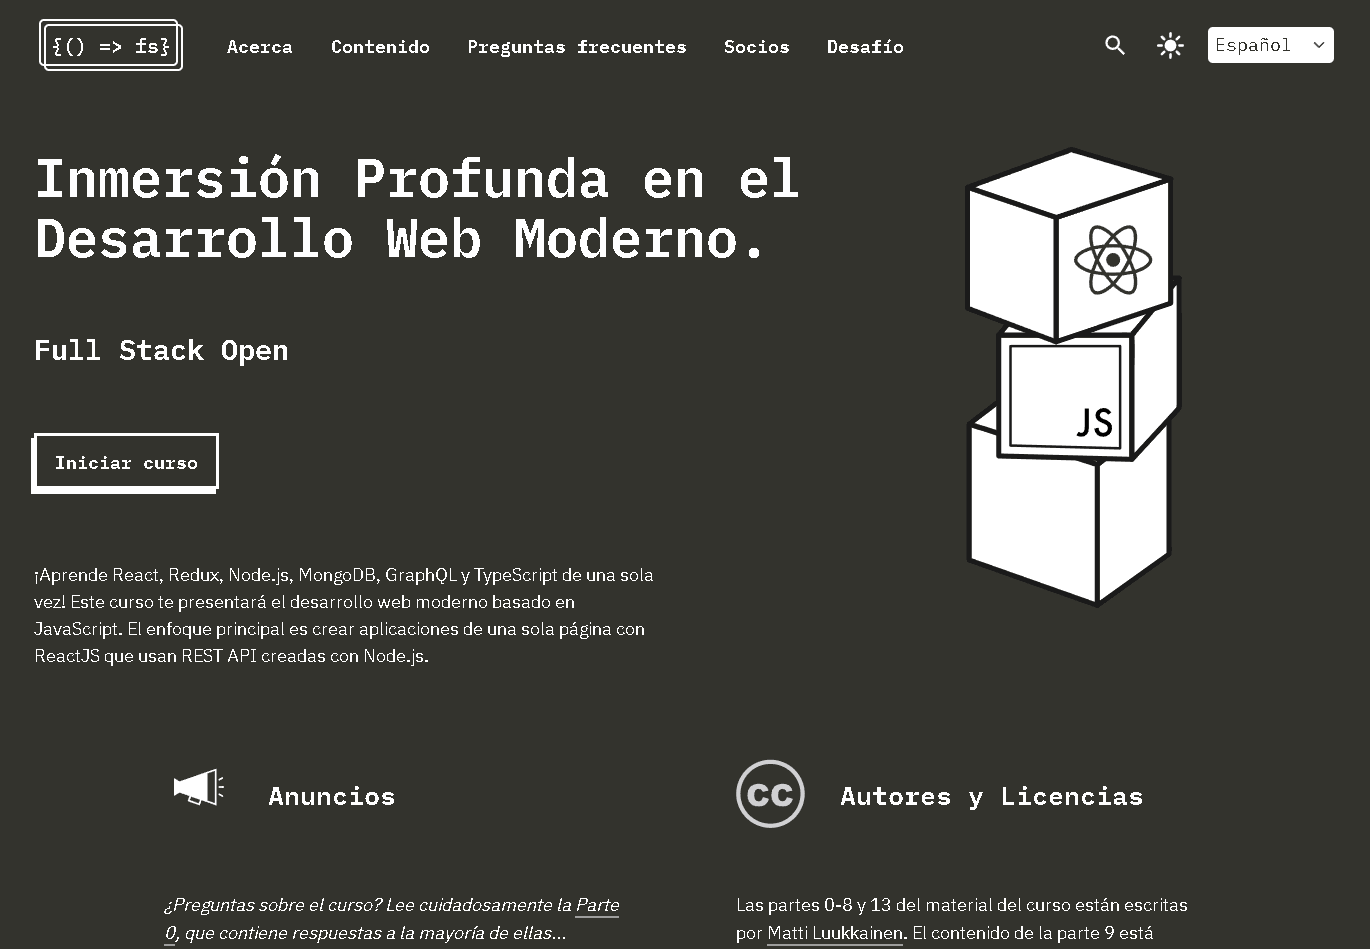 {() => fs}
Acerca
Contenido
Preguntas frecuentes
Socios
Desafío
Español
Inmersión Profunda en el
Desarrollo Web Moderno.
Full Stack Open
JS
Iniciar curso
¡Aprende React, Redux, Node.js, MongoDB, GraphQL y TypeScript de una sola
vez! Este curso te presentará el desarrollo web moderno basado en
JavaScript. El enfoque principal es crear aplicaciones de una sola página con
ReactJS que usan REST API creadas con Node.js.
Anuncios
¿Preguntas sobre el curso? Lee cuidadosamente la Parte
0, que contiene respuestas a la mayoría de ellas...
cc
Autores y Licencias
Las partes 0-8 y 13 del material del curso están escritas
por Matti Luukkainen. El contenido de la parte 9 está